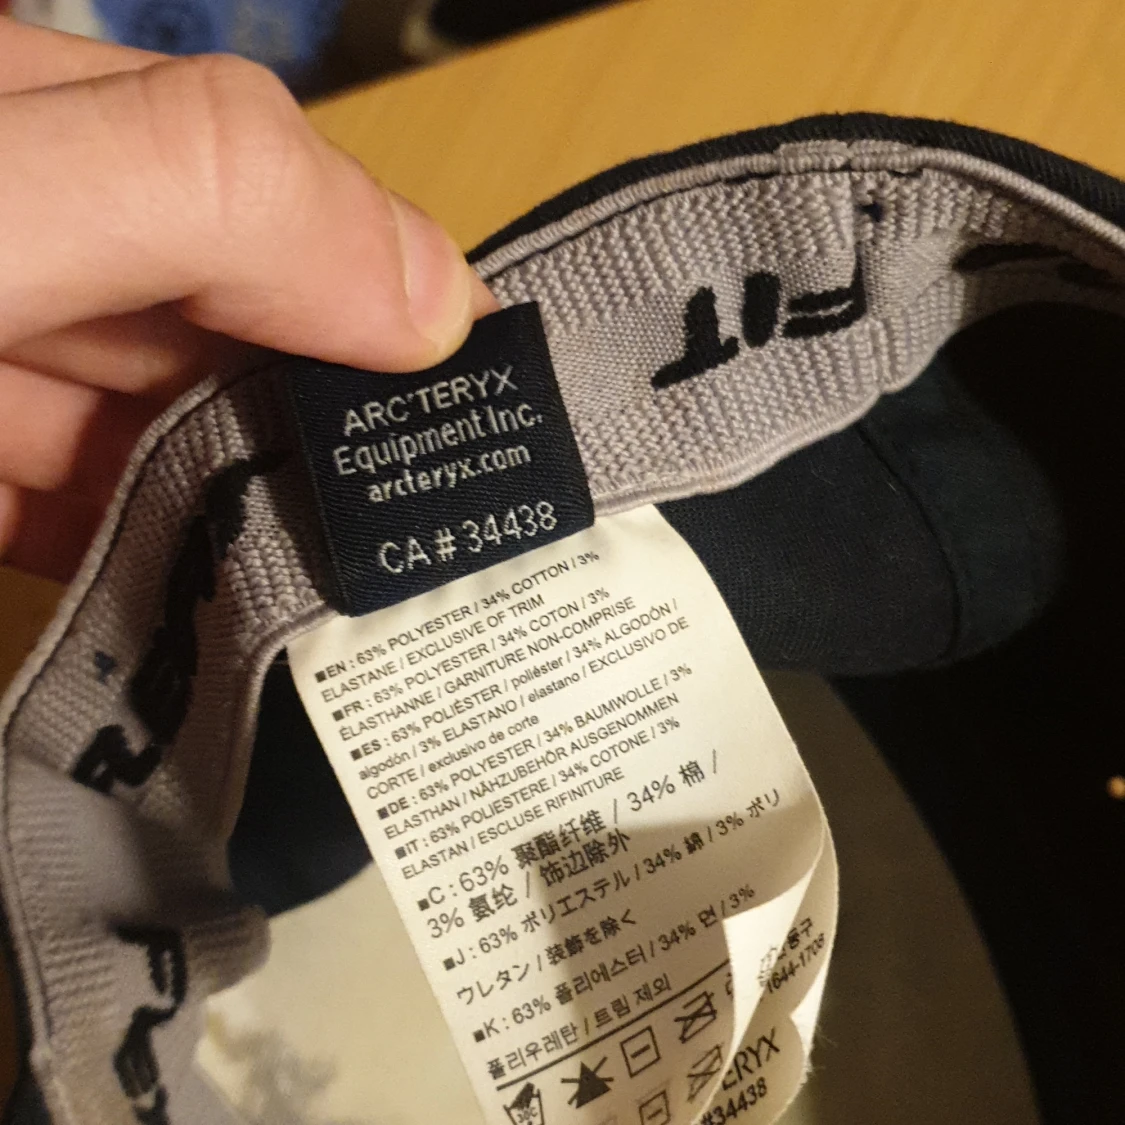 FIT
ARC'TERYX
Equipment Inc.
arcteryx.com
CA # 34438
■EN : 63% POLYESTER / 34% COTTON / 3%
ELASTANE / EXCLUSIVE OF TRIM
■FR : 63% POLYESTER / 34% COTON / 3%
ÉLASTHANNE / GARNITURE NON-COMPRISE
■ES : 63% POLIÉSTER / poliéster / 34% ALGODÓN /
algodón / 3% ELASTANO / elastano / EXCLUSIVO DE
CORTE / exclusivo de corte
■DE : 63% POLYESTER / 34% BAUMWOLLE / 3%
ELASTHAN / NÄHZUBEHÖR AUSGENOMMEN
■IT : 63% POLIESTERE / 34% COTONE / 3%
ELASTAN / ESCLUSE RIFINITURE
■C : 63% 聚酯纤维 / 34% 棉 /
3% 氨纶 / 饰边除外
■J : 63% ポリエステル / 34% 綿 / 3% ポリ
ウレタン / 装飾を除く
■K : 63% 폴리에스터 / 34% 면 / 3%
폴리우레탄 / 트림 제외
30C
1644-1708
ERYX
#34438